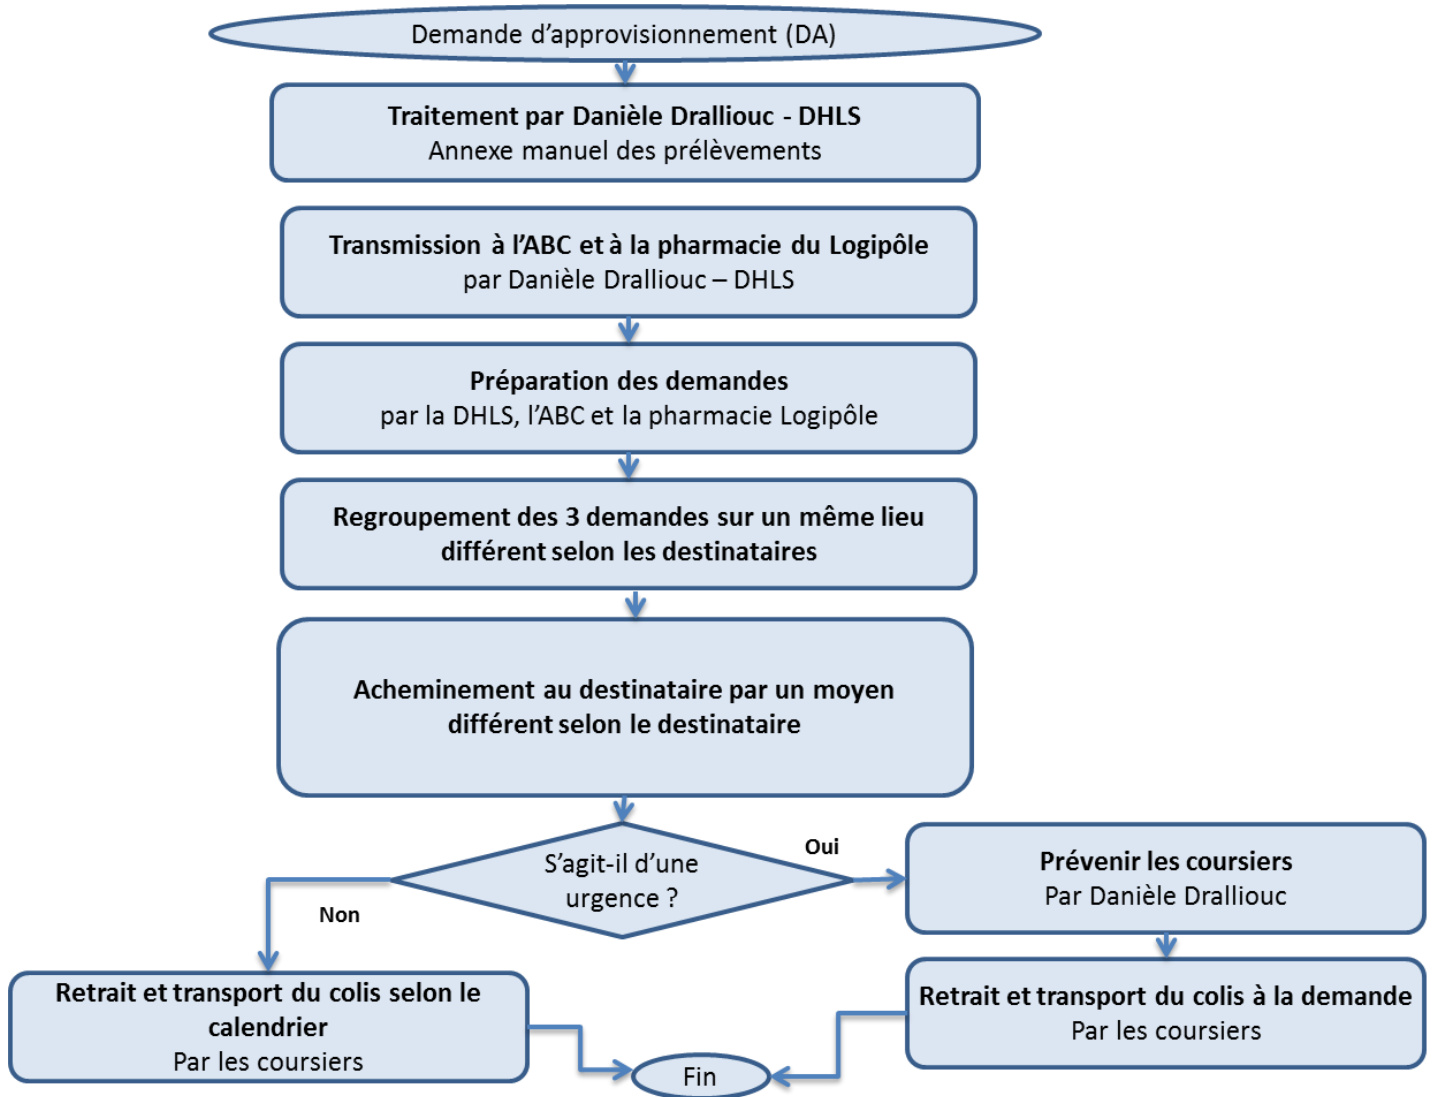 Demande d’approvisionnement (DA)
Traitement par Danièle Dralliouc - DHLS
Annexe manuel des prélèvements
Transmission à l’ABC et à la pharmacie du Logipôle
par Danièle Dralliouc – DHLS
Préparation des demandes
par la DHLS, l’ABC et la pharmacie Logipôle
Regroupement des 3 demandes sur un même lieu
différent selon les destinataires
Acheminement au destinataire par un moyen
différent selon le destinataire
S’agit-il d’une
urgence ?
Oui
Prévenir les coursiers
Par Danièle Dralliouc
Non
Retrait et transport du colis selon le
calendrier
Par les coursiers
Retrait et transport du colis à la demande
Par les coursiers
Fin